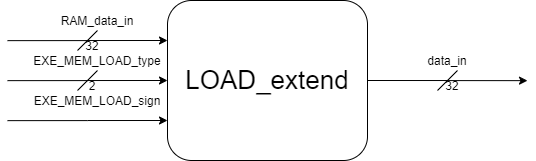 RAM_data_in
32
EXE_MEM_LOAD_type
2
EXE_MEM_LOAD_sign
LOAD_extend
data_in
32